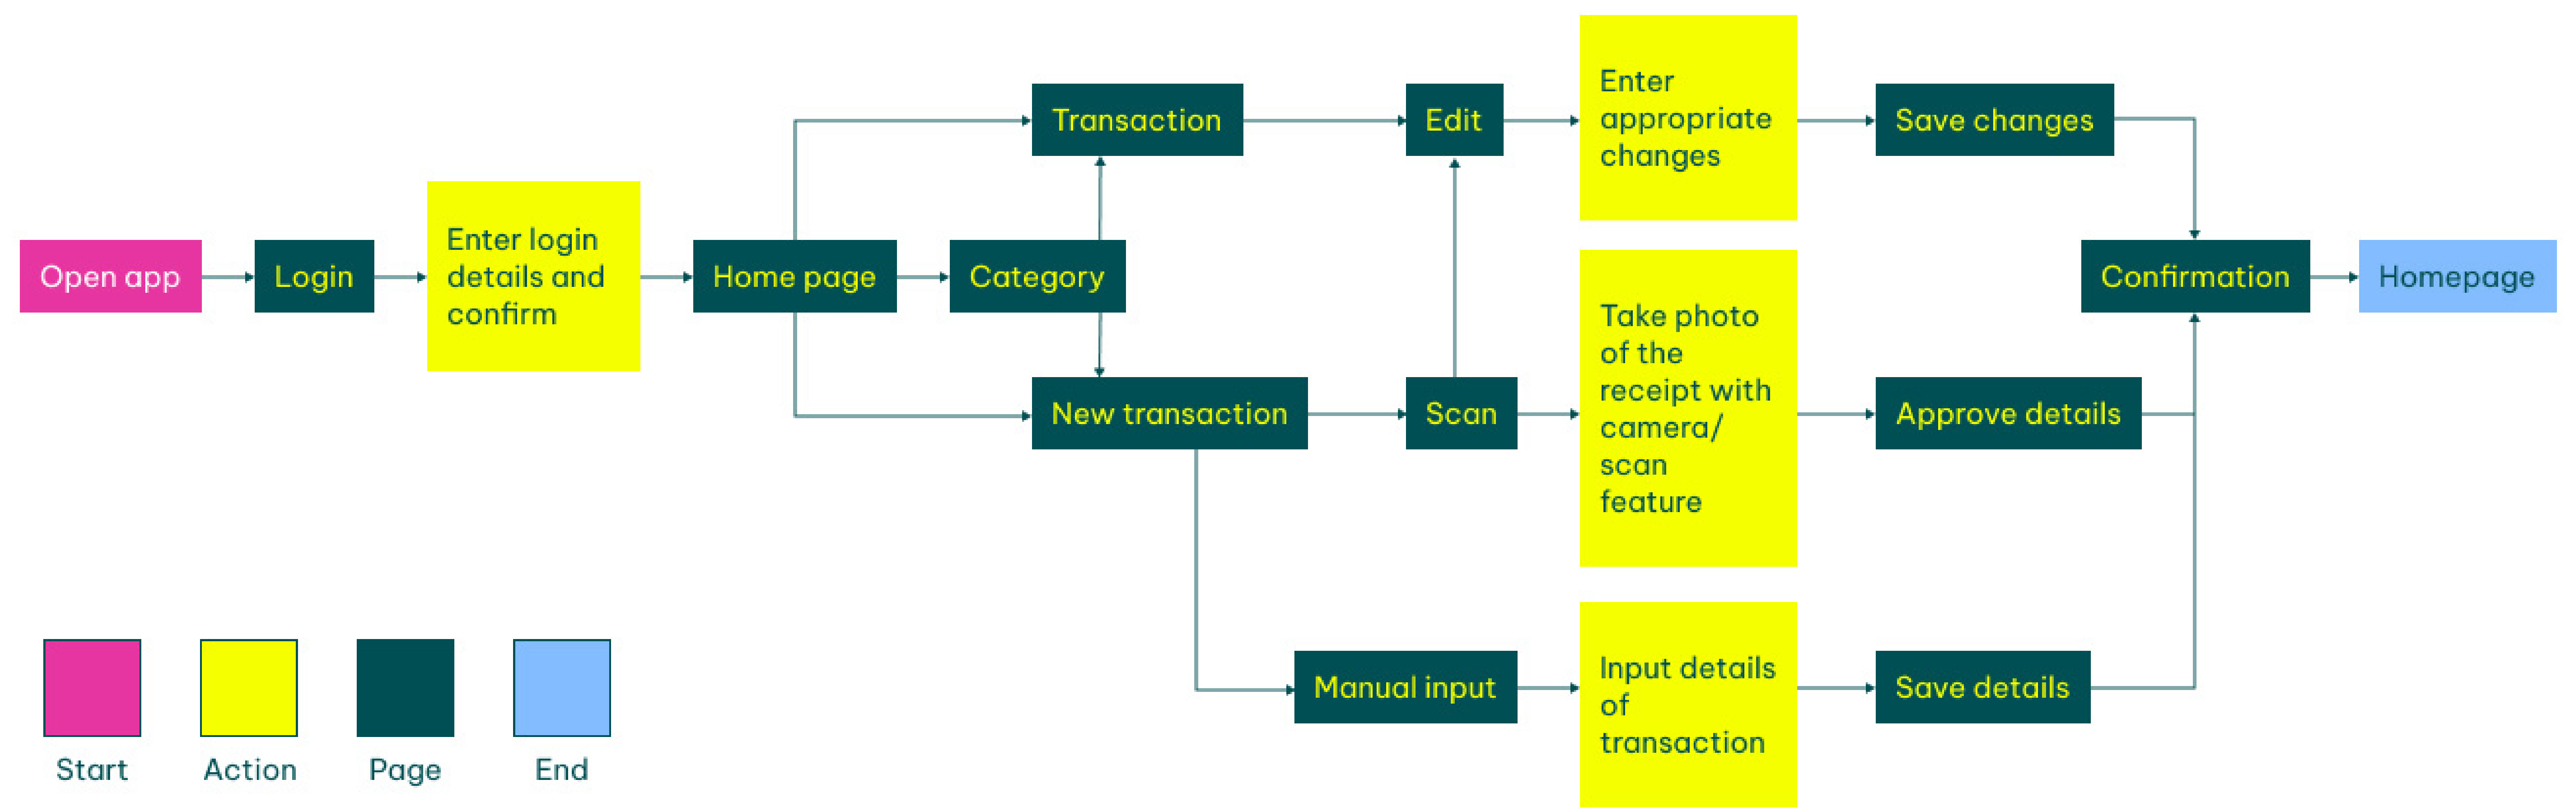 Open app
Login
Enter login
details and
confirm
Home page
Category
Transaction
New transaction
Edit
Scan
Manual input
Enter
appropriate
changes
Take photo
of the
receipt with
camera/
scan
feature
Input details
of
transaction
Save changes
Approve details
Save details
Confirmation
Homepage
Start
Action
Page
End